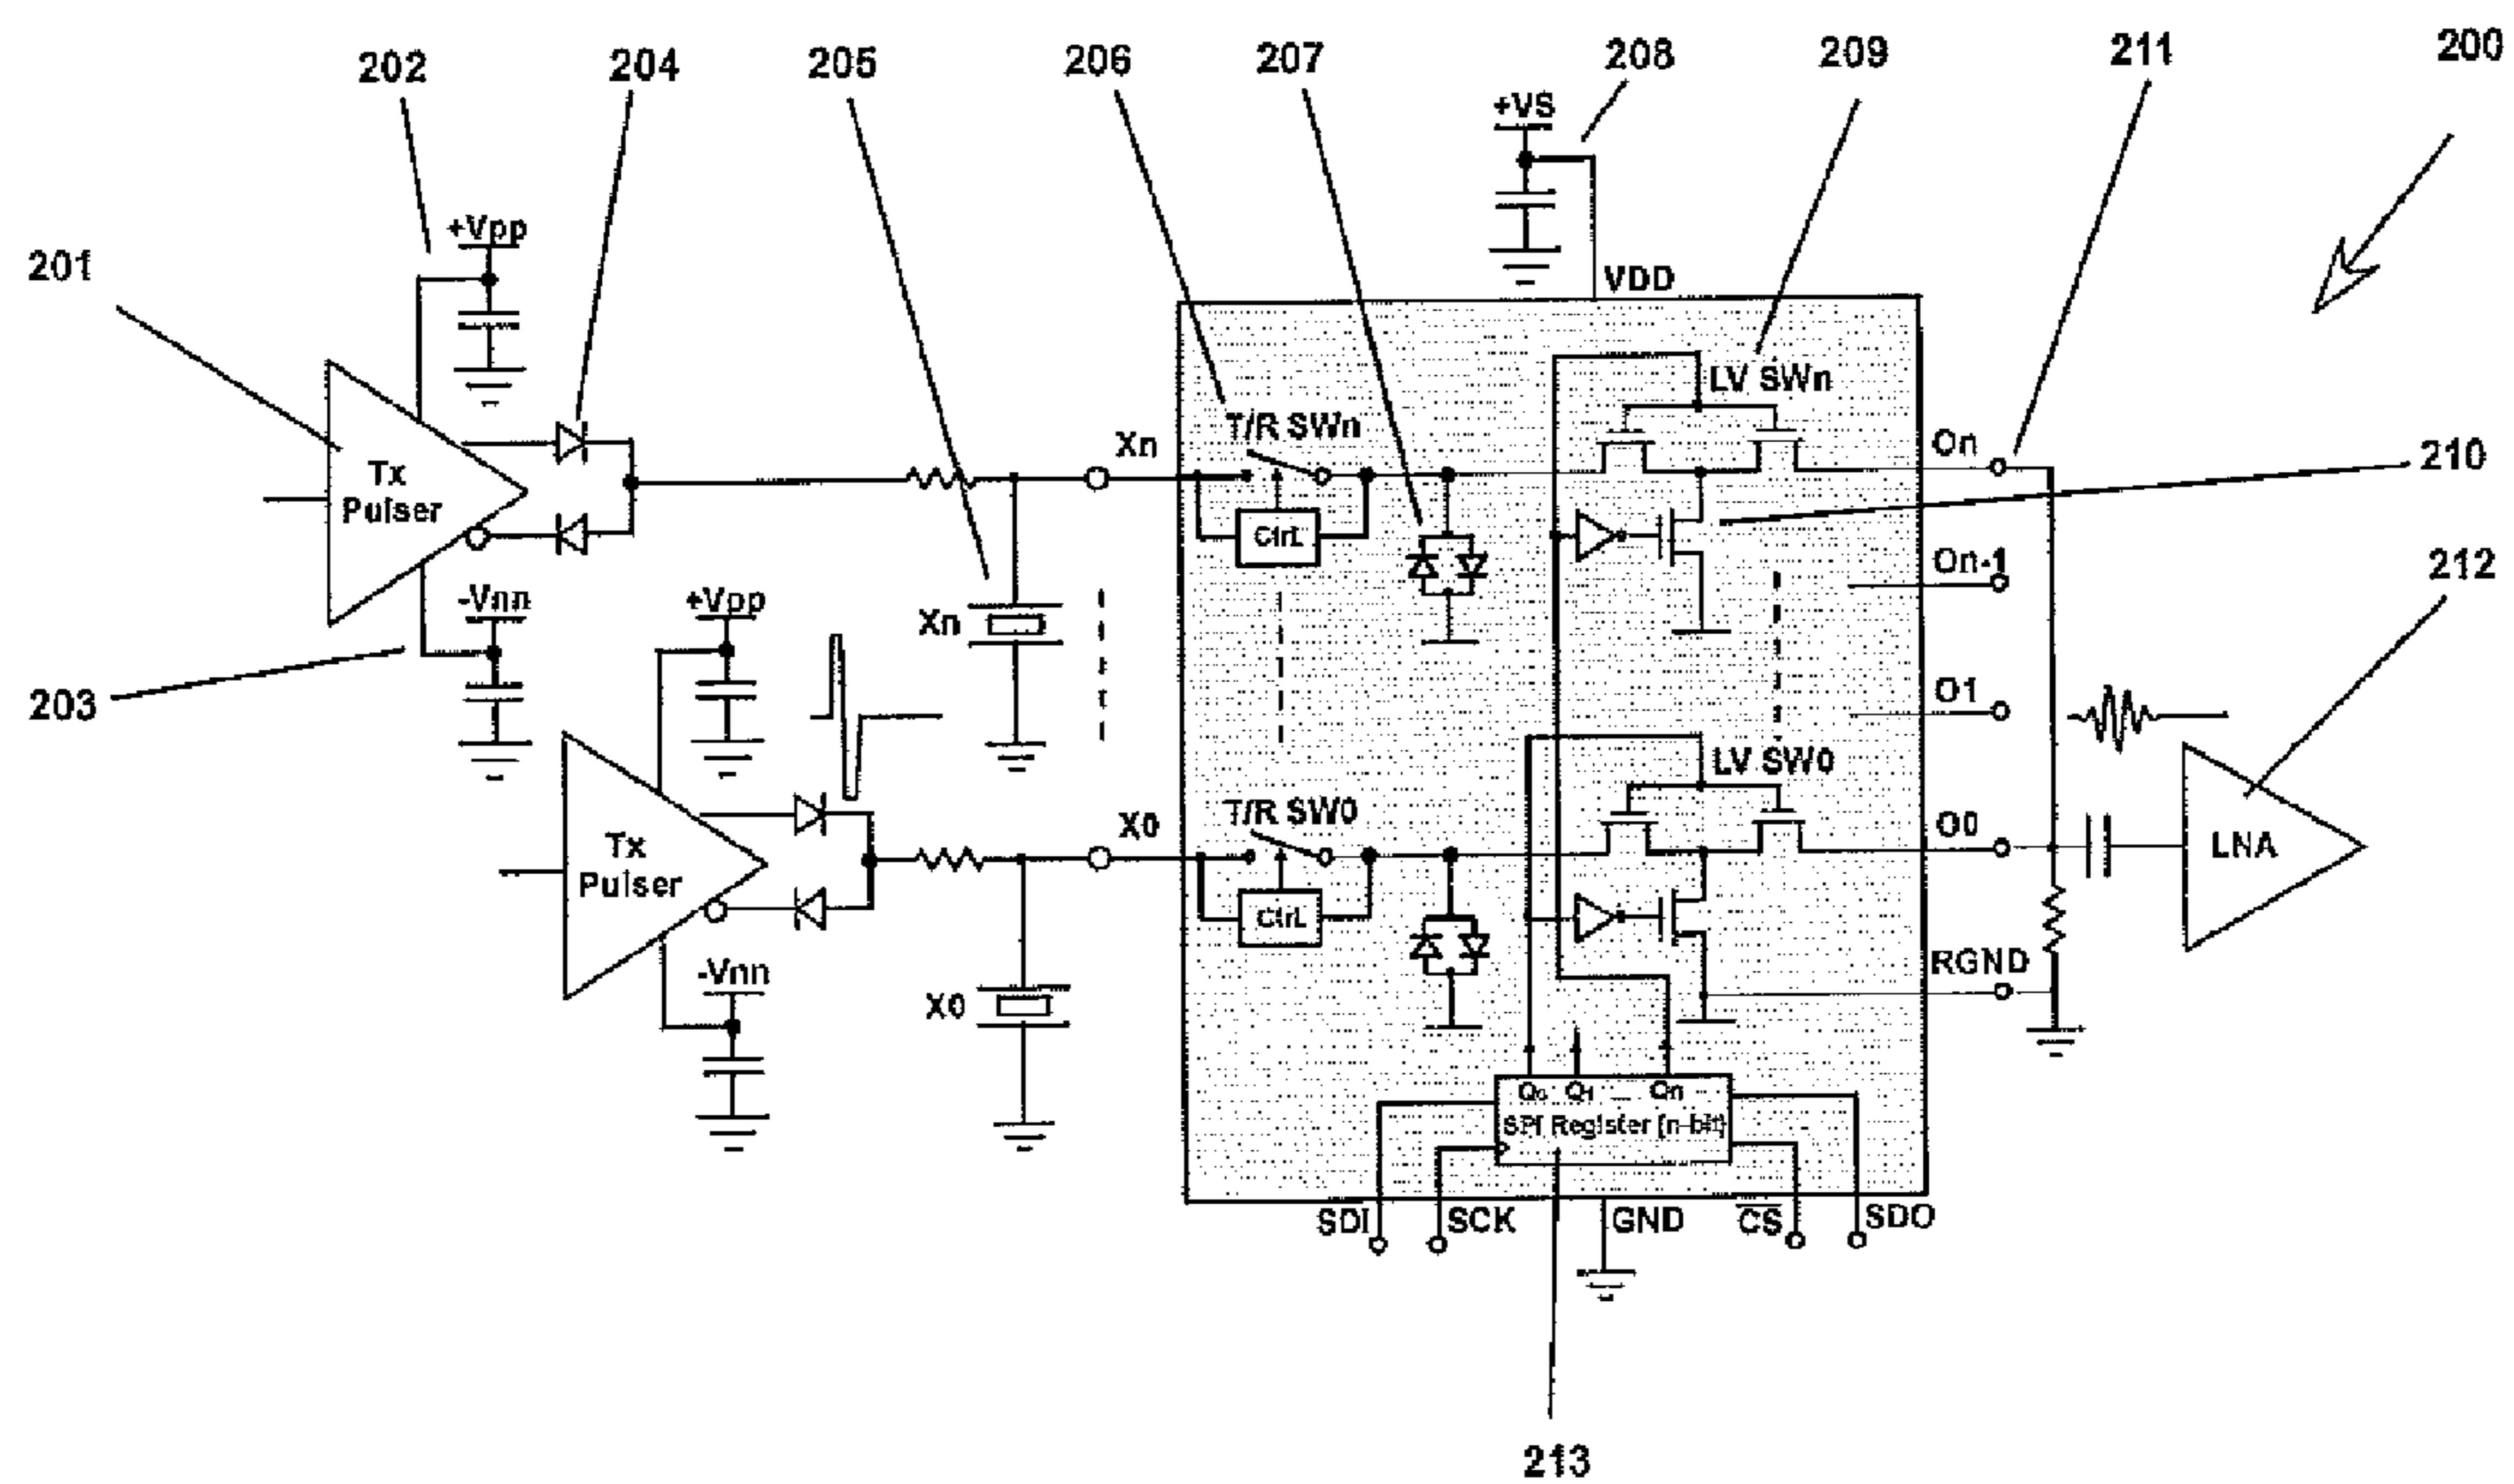 202
204
205
206
207
208
209
211
200
+VS
+Vpp
201
VDD
LV SWn
T/R SWn
Xn
On
210
Tx
Pulser
CtrL
On-1
212
-Vnn
+Vpp
Xn
203
O1
LV SW0
T/R SW0
X0
O0
Tx
Pulser
LNA
CtrL
RGND
-Vnn
X0
Q0 Q1 ... Qn
SPI Register (n-bit)
SDI
SCK
GND
CS
SDO
213